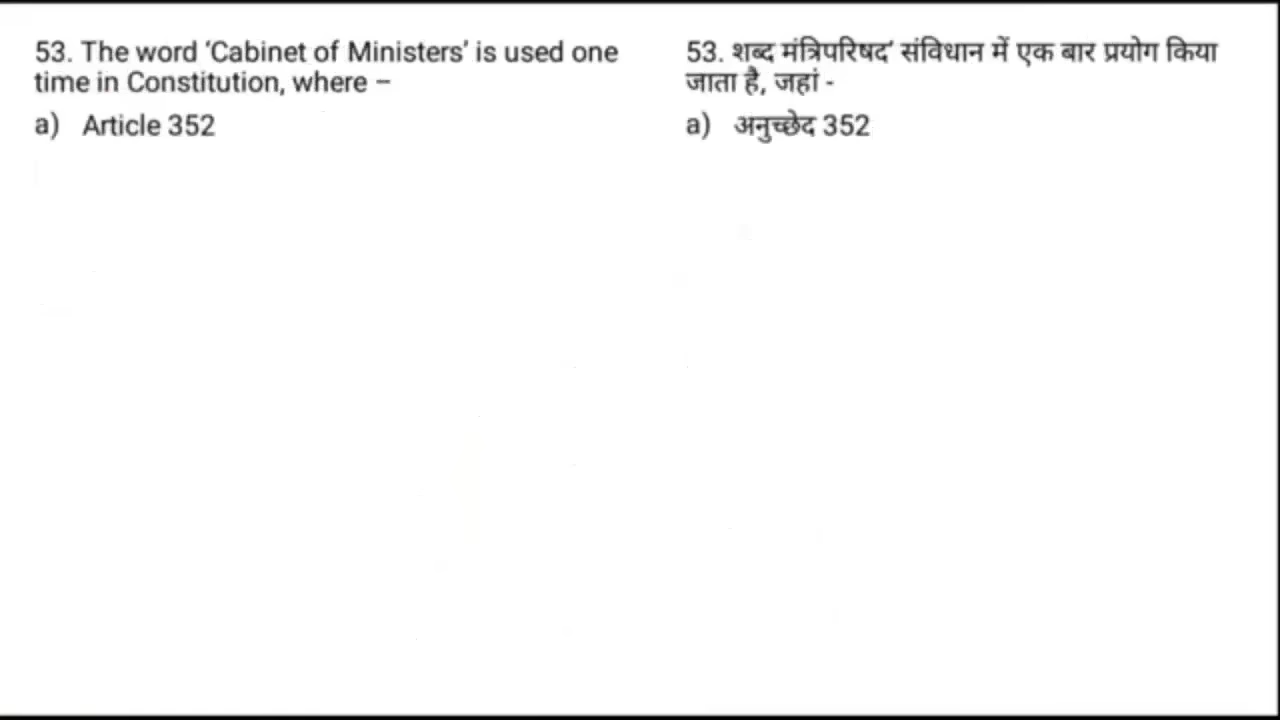 53. The word ‘Cabinet of Ministers’ is used one
time in Constitution, where –
a) Article 352
53. शब्द मंत्रिपरिषद’ संविधान में एक बार प्रयोग किया
जाता है, जहां -
a) अनुच्छेद 352